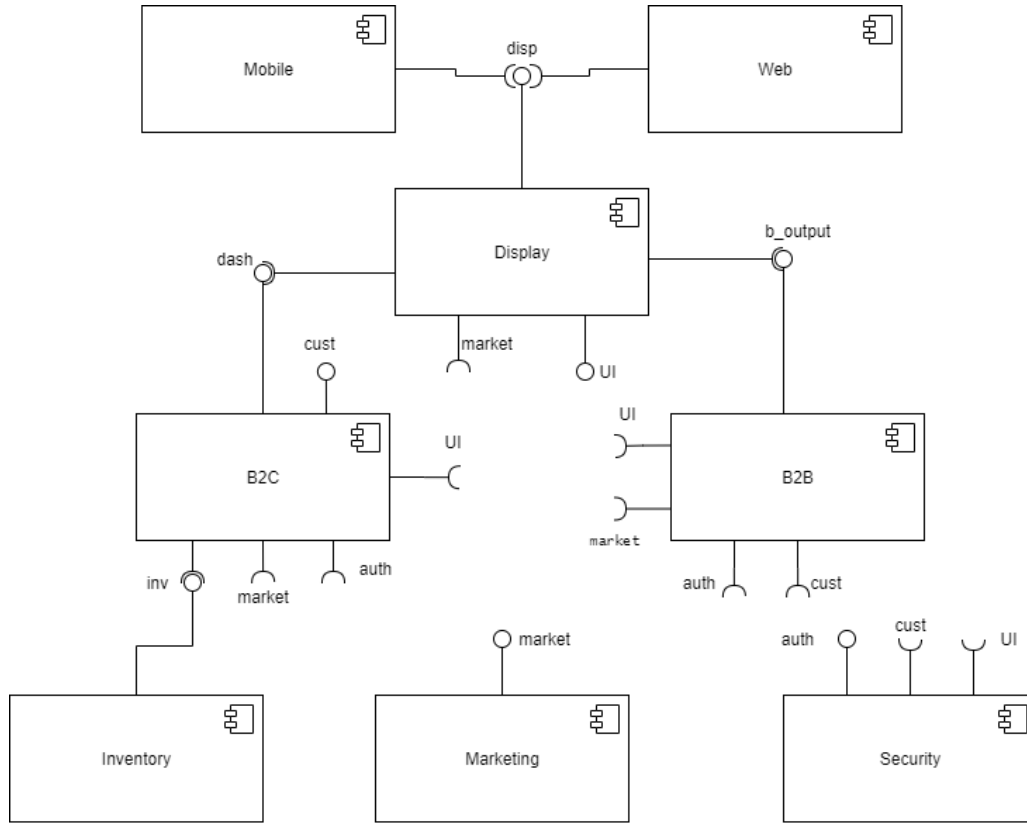 disp
Mobile
Web
b_output
Display
dash
cust
market
UI
UI
UI
B2C
B2B
market
inv
auth
auth
cust
market
cust
market
auth
UI
Inventory
Marketing
Security